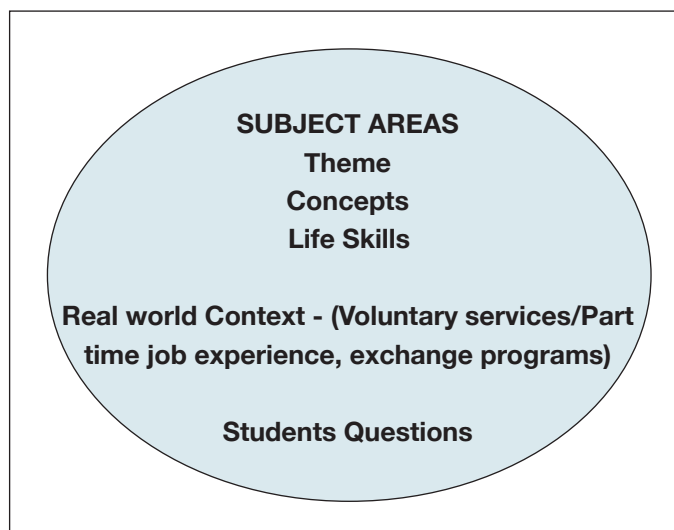 SUBJECT AREAS
Theme
Concepts
Life Skills
Real world Context - (Voluntary services/Part
time job experience, exchange programs)
Students Questions